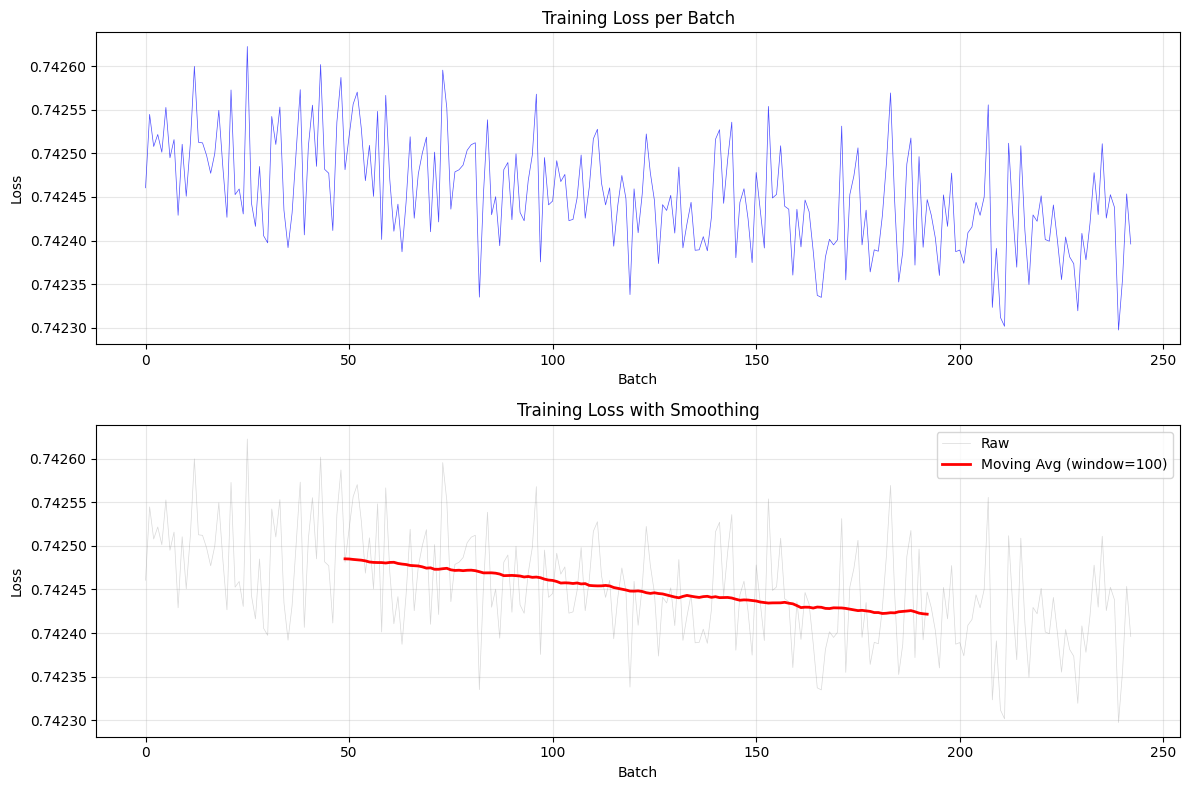 Training Loss per Batch
0.74260
0.74255
0.74250
0.74245
0.74240
0.74235
0.74230
Loss
0 50 100 150 200 250
Batch
Training Loss with Smoothing
Raw
Moving Avg (window=100)
0.74260
0.74255
0.74250
0.74245
0.74240
0.74235
0.74230
Loss
0 50 100 150 200 250
Batch